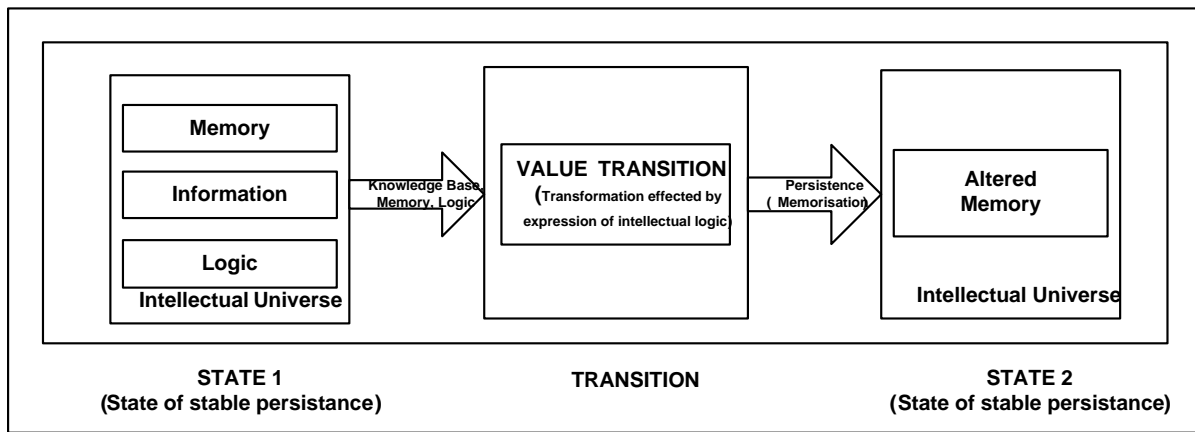 Memory
Information
Logic
Intellectual Universe
Knowledge Base,
Memory, Logic
VALUE TRANSITION
(Transformation effected by
expression of intellectual logic)
Persistence
( Memorisation)
Altered
Memory
Intellectual Universe
STATE 1
(State of stable persistance)
TRANSITION
STATE 2
(State of stable persistance)